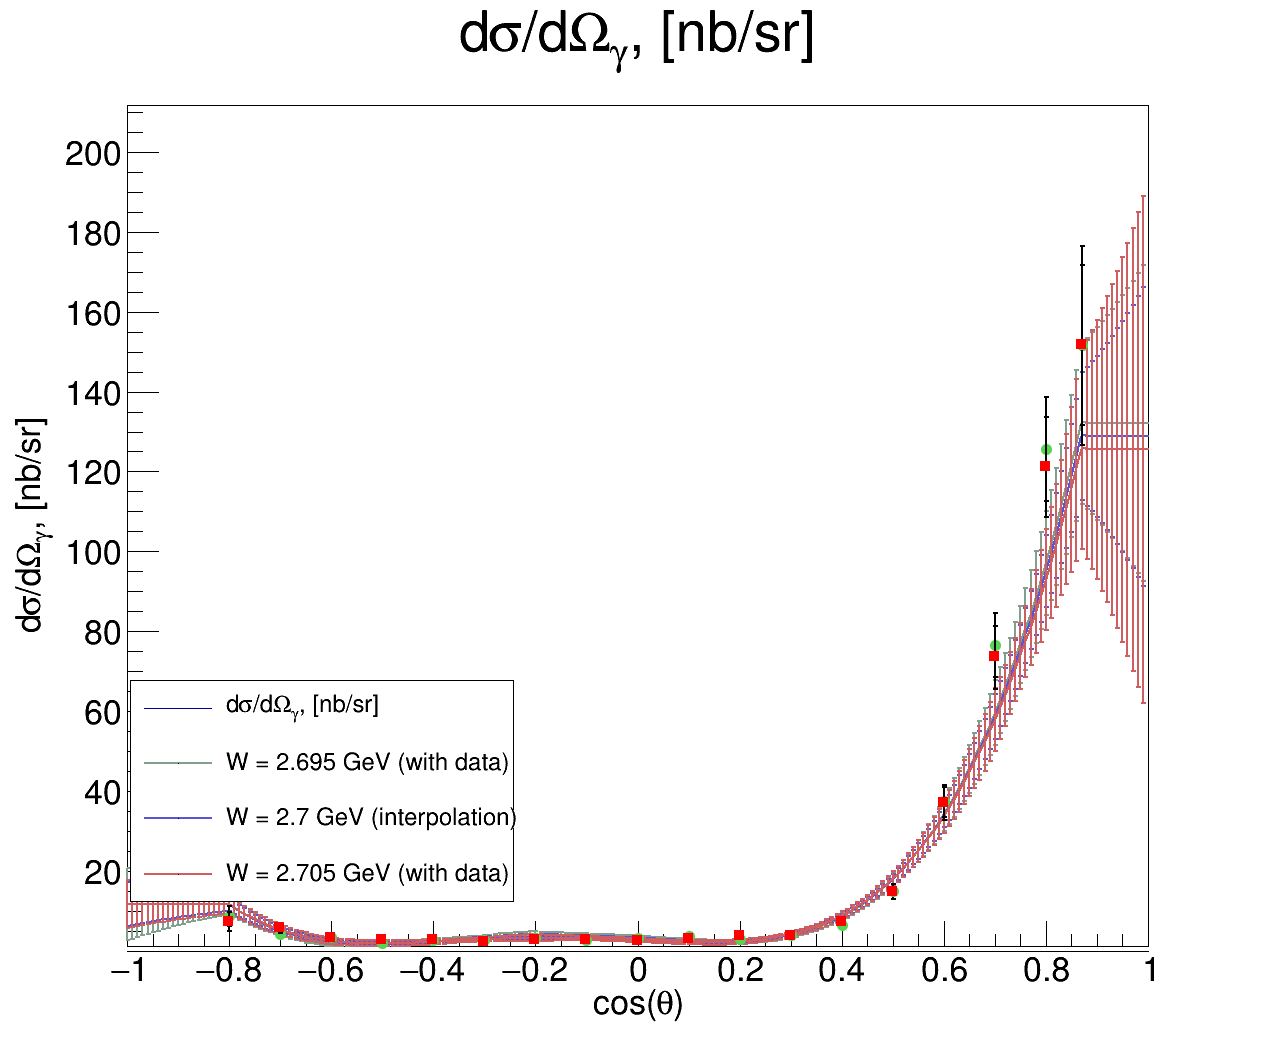 dσ/dΩγ, [nb/sr]
dσ/dΩγ, [nb/sr]
200
180
160
140
120
100
80
60
40
20
dσ/dΩγ, [nb/sr]
W = 2.695 GeV (with data)
W = 2.7 GeV (interpolation)
W = 2.705 GeV (with data)
−1 −0.8 −0.6 −0.4 −0.2 0 0.2 0.4 0.6 0.8 1
cos(θ)